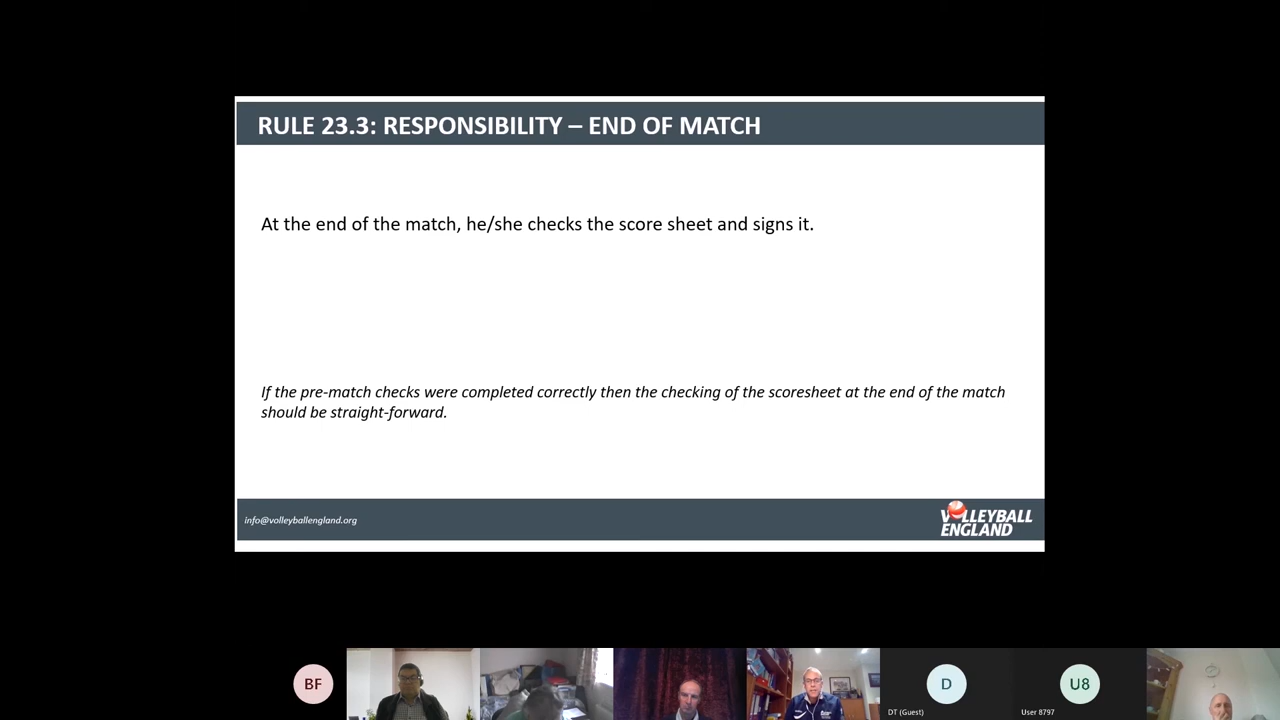 RULE 23.3: RESPONSIBILITY – END OF MATCH
At the end of the match, he/she checks the score sheet and signs it.
If the pre-match checks were completed correctly then the checking of the scoresheet at the end of the match
should be straight-forward.
info@volleyballengland.org
VOLLEYBALL
ENGLAND
BF
D
U8
DT (Guest)
User 8797